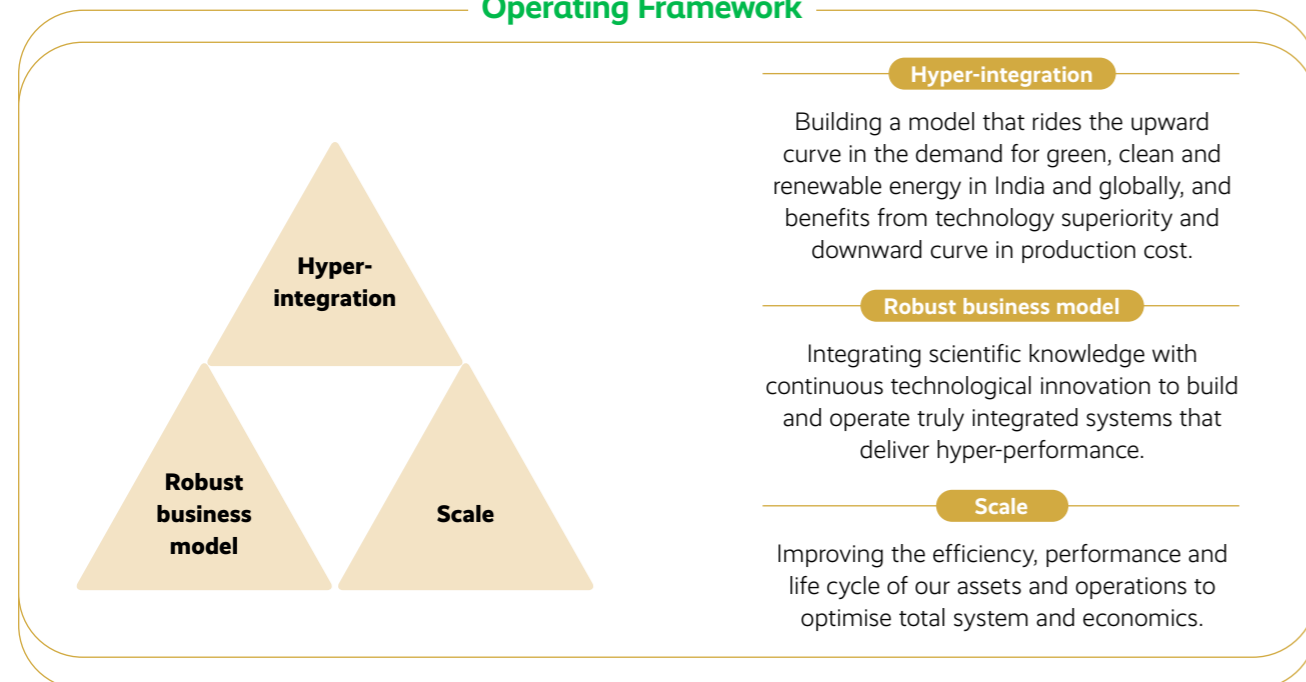 Operating Framework
Hyper-
integration
Robust
business
model
Scale
Hyper-integration
Building a model that rides the upward
curve in the demand for green, clean and
renewable energy in India and globally, and
benefits from technology superiority and
downward curve in production cost.
Robust business model
Integrating scientific knowledge with
continuous technological innovation to build
and operate truly integrated systems that
deliver hyper-performance.
Scale
Improving the efficiency, performance and
life cycle of our assets and operations to
optimise total system and economics.